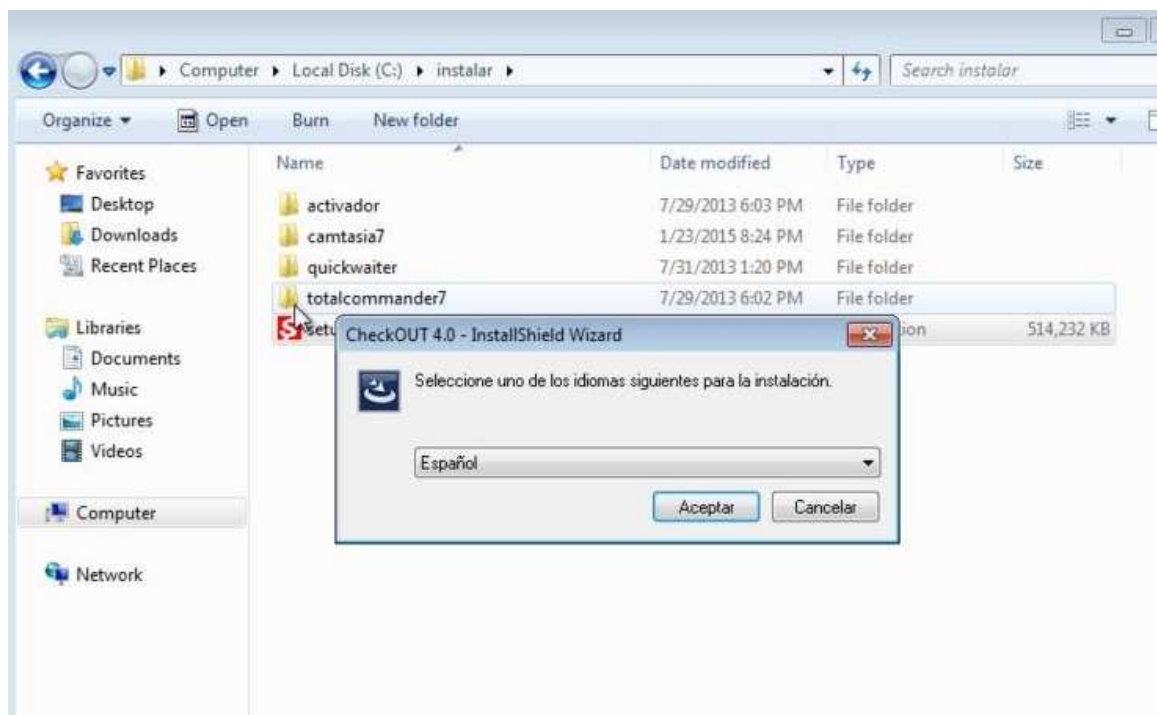 Computer ▸ Local Disk (C:) ▸ instalar ▸
Search instalar
Organize Open Burn New folder
Name Date modified Type Size
Favorites
Desktop
Downloads
Recent Places
Libraries
Documents
Music
Pictures
Videos
Computer
Network
activador 7/29/2013 6:03 PM File folder
camtasia7 1/23/2015 8:24 PM File folder
quickwaiter 7/31/2013 1:20 PM File folder
totalcommander7 7/29/2013 6:02 PM File folder
514,232 KB
CheckOUT 4.0 - InstallShield Wizard
Seleccione uno de los idiomas siguientes para la instalación.
Español
Aceptar Cancelar